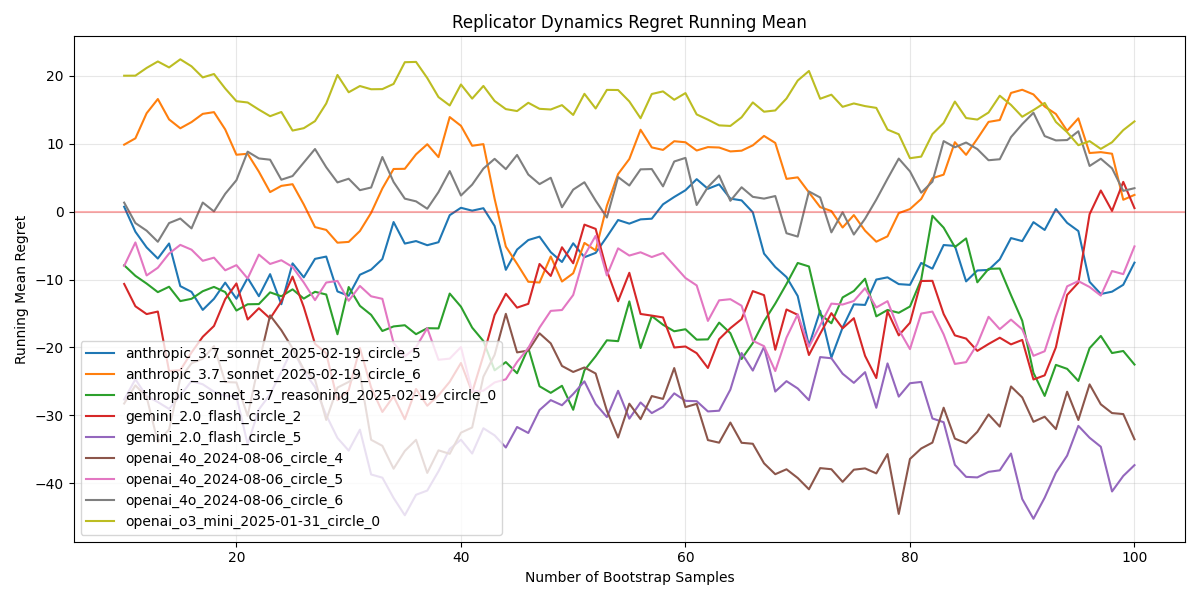 Replicator Dynamics Regret Running Mean
Running Mean Regret
20
10
0
−10
−20
−30
−40
anthropic_3.7_sonnet_2025-02-19_circle_5
anthropic_3.7_sonnet_2025-02-19_circle_6
anthropic_sonnet_3.7_reasoning_2025-02-19_circle_0
gemini_2.0_flash_circle_2
gemini_2.0_flash_circle_5
openai_4o_2024-08-06_circle_4
openai_4o_2024-08-06_circle_5
openai_4o_2024-08-06_circle_6
openai_o3_mini_2025-01-31_circle_0
20
40
60
80
100
Number of Bootstrap Samples